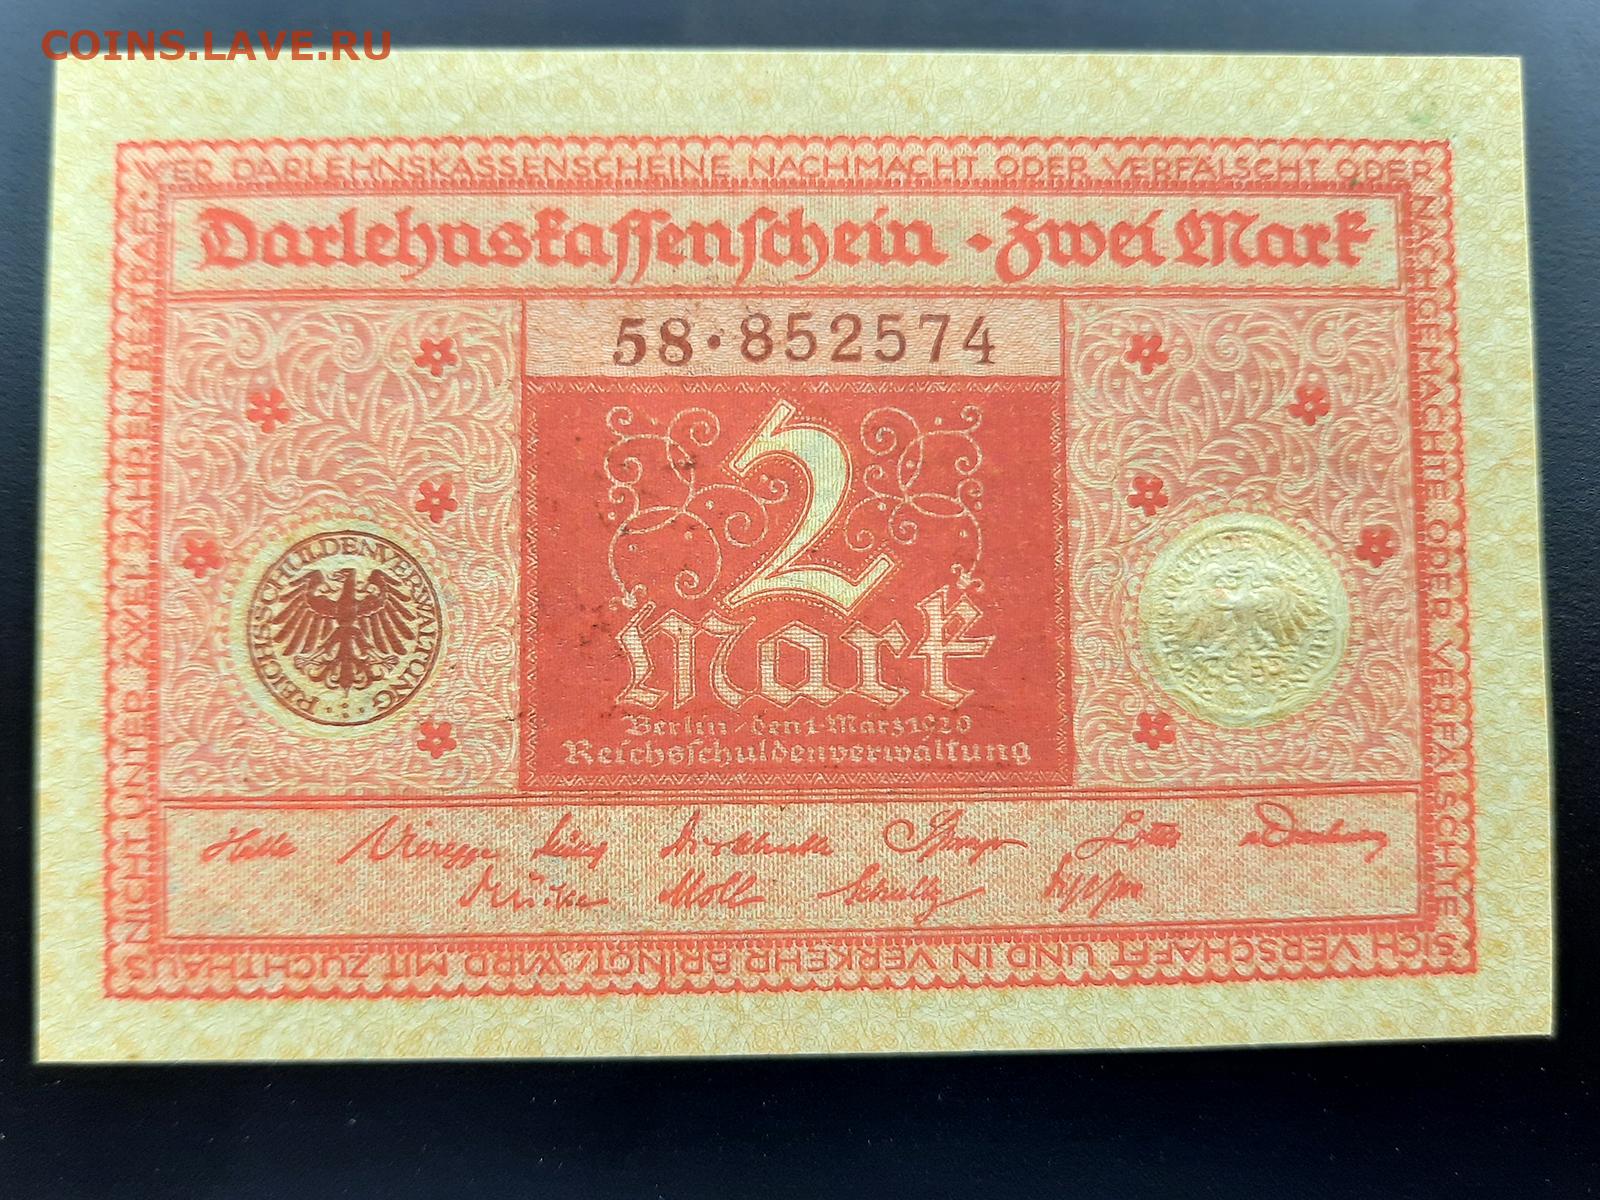 COINS.LAVE.RU
WER DARLEHNSKASSENSCHEINE NACHMACHT ODER VERFÄLSCHT ODER
NACHGEMACHTE ODER VERFÄLSCHTE
SICH VERSCHAFFT UND IN VERKEHR BRINGT, WIRD MIT ZUCHTHAUS
NICHT UNTER ZWEI JAHREN BESTRAFT.
Darlehnskassenschein · Zwei Mark
58·852574
2
Mark
Berlin, den 1. März 1920
Reichsschuldenverwaltung
REICHSSCHULDENVERWALTUNG
Müller Moll Schultz